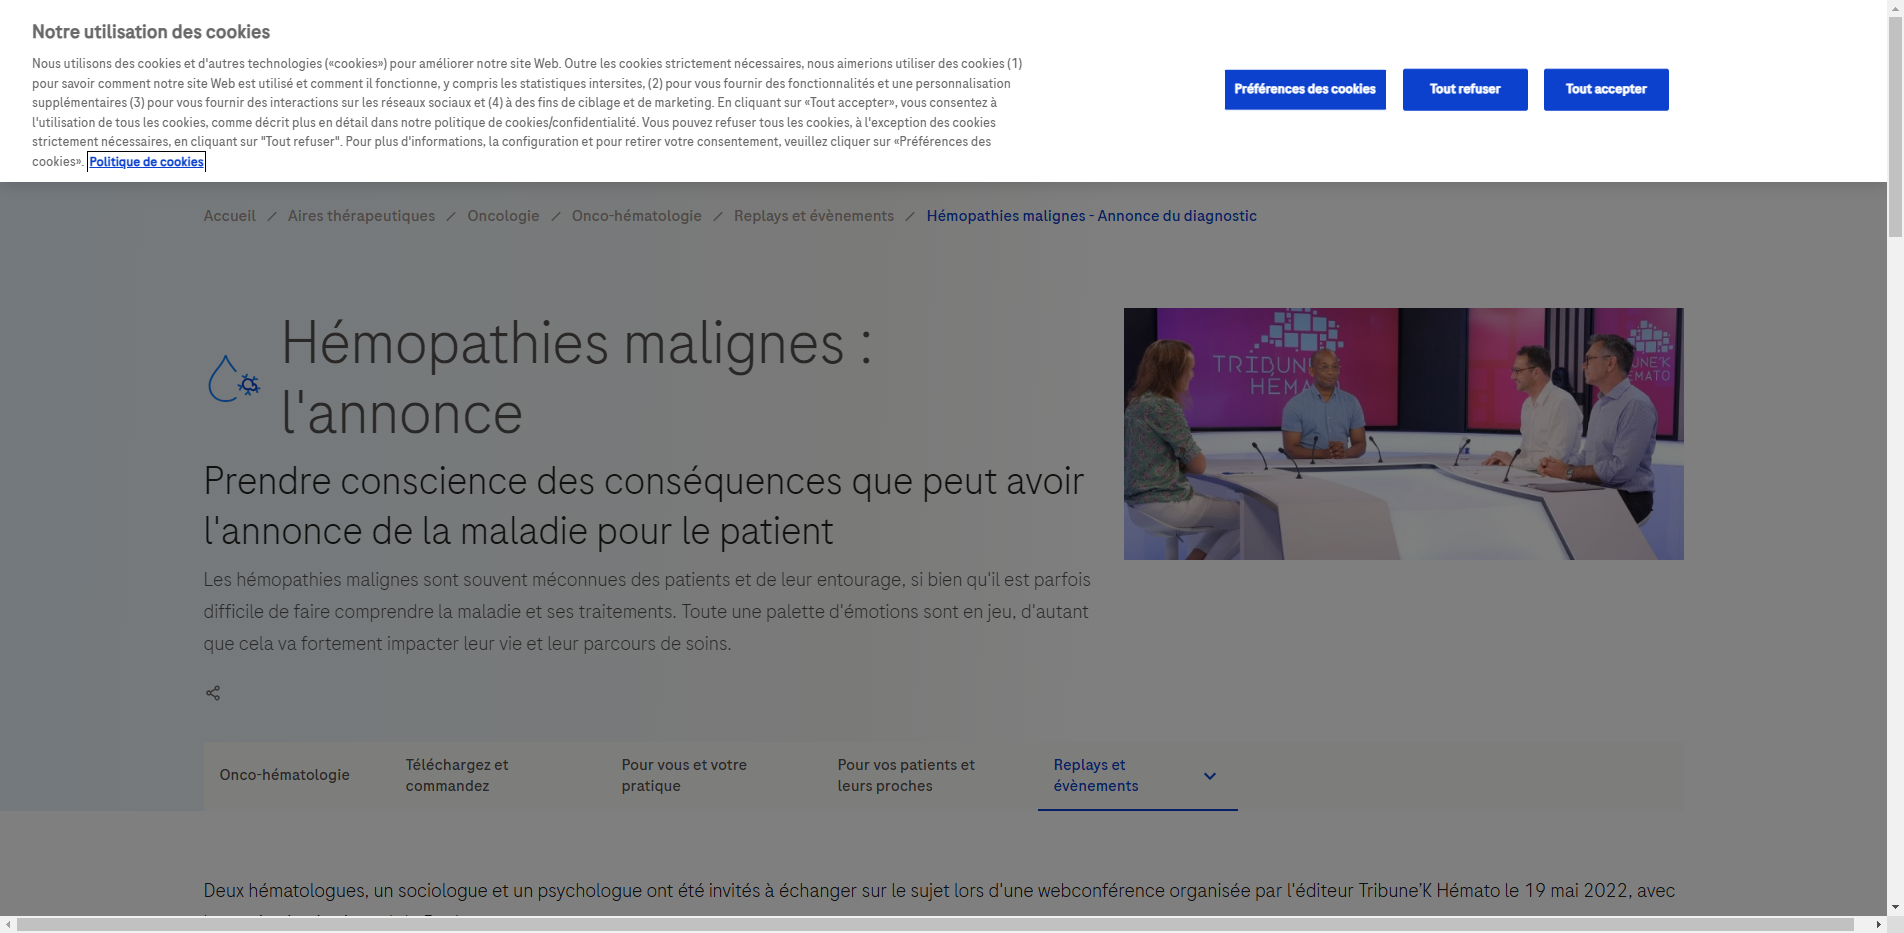 Notre utilisation des cookies
Nous utilisons des cookies et d'autres technologies («cookies») pour améliorer notre site Web. Outre les cookies strictement nécessaires, nous aimerions utiliser des cookies (1)
pour savoir comment notre site Web est utilisé et comment il fonctionne, y compris les statistiques intersites, (2) pour vous fournir des fonctionnalités et une personnalisation
supplémentaires (3) pour vous fournir des interactions sur les réseaux sociaux et (4) à des fins de ciblage et de marketing. En cliquant sur «Tout accepter», vous consentez à
l'utilisation de tous les cookies, comme décrit plus en détail dans notre politique de cookies/confidentialité. Vous pouvez refuser tous les cookies, à l'exception des cookies
strictement nécessaires, en cliquant sur "Tout refuser". Pour plus d'informations, la configuration et pour retirer votre consentement, veuillez cliquer sur «Préférences des
cookies». Politique de cookies
Préférences des cookies
Tout refuser
Tout accepter
Accueil / Aires thérapeutiques / Oncologie / Onco-hématologie / Replays et évènements / Hémopathies malignes - Annonce du diagnostic
Hémopathies malignes :
l'annonce
Prendre conscience des conséquences que peut avoir
l'annonce de la maladie pour le patient
Les hémopathies malignes sont souvent méconnues des patients et de leur entourage, si bien qu'il est parfois
difficile de faire comprendre la maladie et ses traitements. Toute une palette d'émotions sont en jeu, d'autant
que cela va fortement impacter leur vie et leur parcours de soins.
TRIBUNE'K
HÉMATO
Onco-hématologie
Téléchargez et
commandez
Pour vous et votre
pratique
Pour vos patients et
leurs proches
Replays et
évènements
Deux hématologues, un sociologue et un psychologue ont été invités à échanger sur le sujet lors d'une webconférence organisée par l'éditeur Tribune'K Hémato le 19 mai 2022, avec